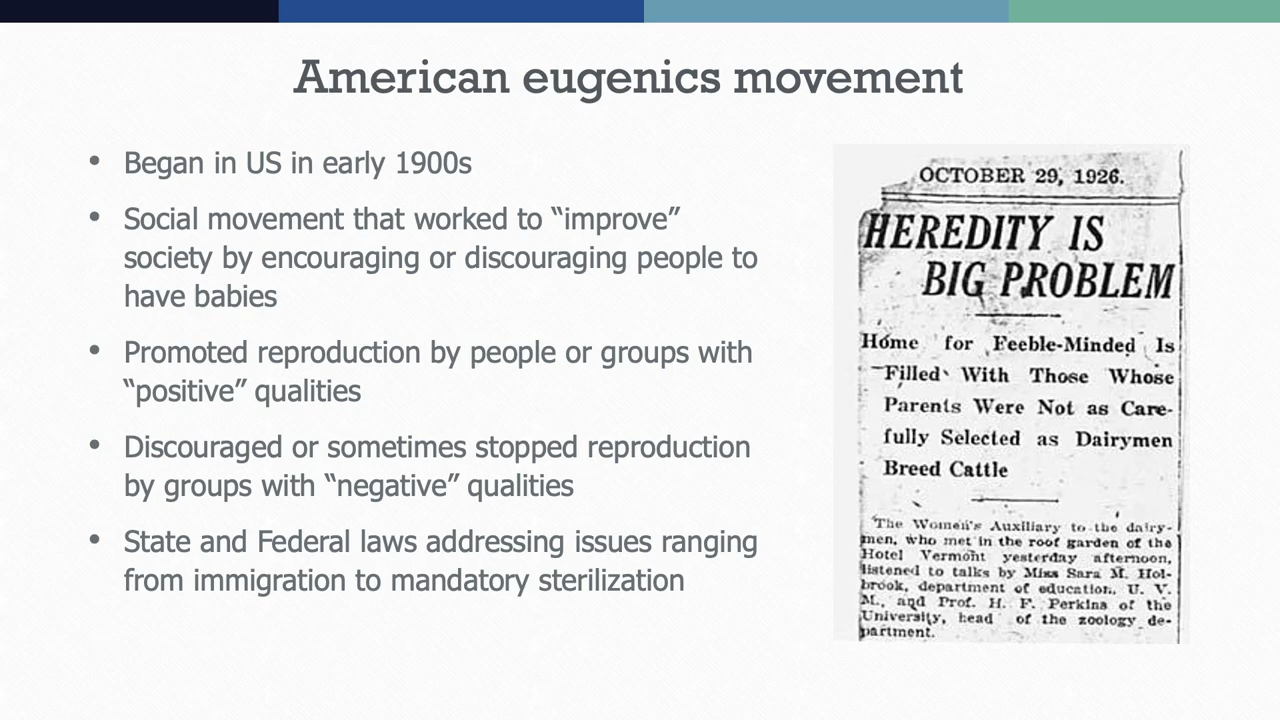 American eugenics movement
• Began in US in early 1900s
• Social movement that worked to “improve”
society by encouraging or discouraging people to
have babies
• Promoted reproduction by people or groups with
“positive” qualities
• Discouraged or sometimes stopped reproduction
by groups with “negative” qualities
• State and Federal laws addressing issues ranging
from immigration to mandatory sterilization
OCTOBER 29, 1926.
HEREDITY IS
BIG PROBLEM
Home for Feeble-Minded Is
Filled With Those Whose
Parents Were Not as Care-
fully Selected as Dairymen
Breed Cattle
The Women's Auxiliary to the dairy-
men, who met in the roof garden of the
Hotel Vermont yesterday afternoon,
listened to talks by Miss Sara M. Hol-
brook, department of education, U. V.
M., and Prof. H. F. Perkins of the
University, head of the zoology de-
partment.